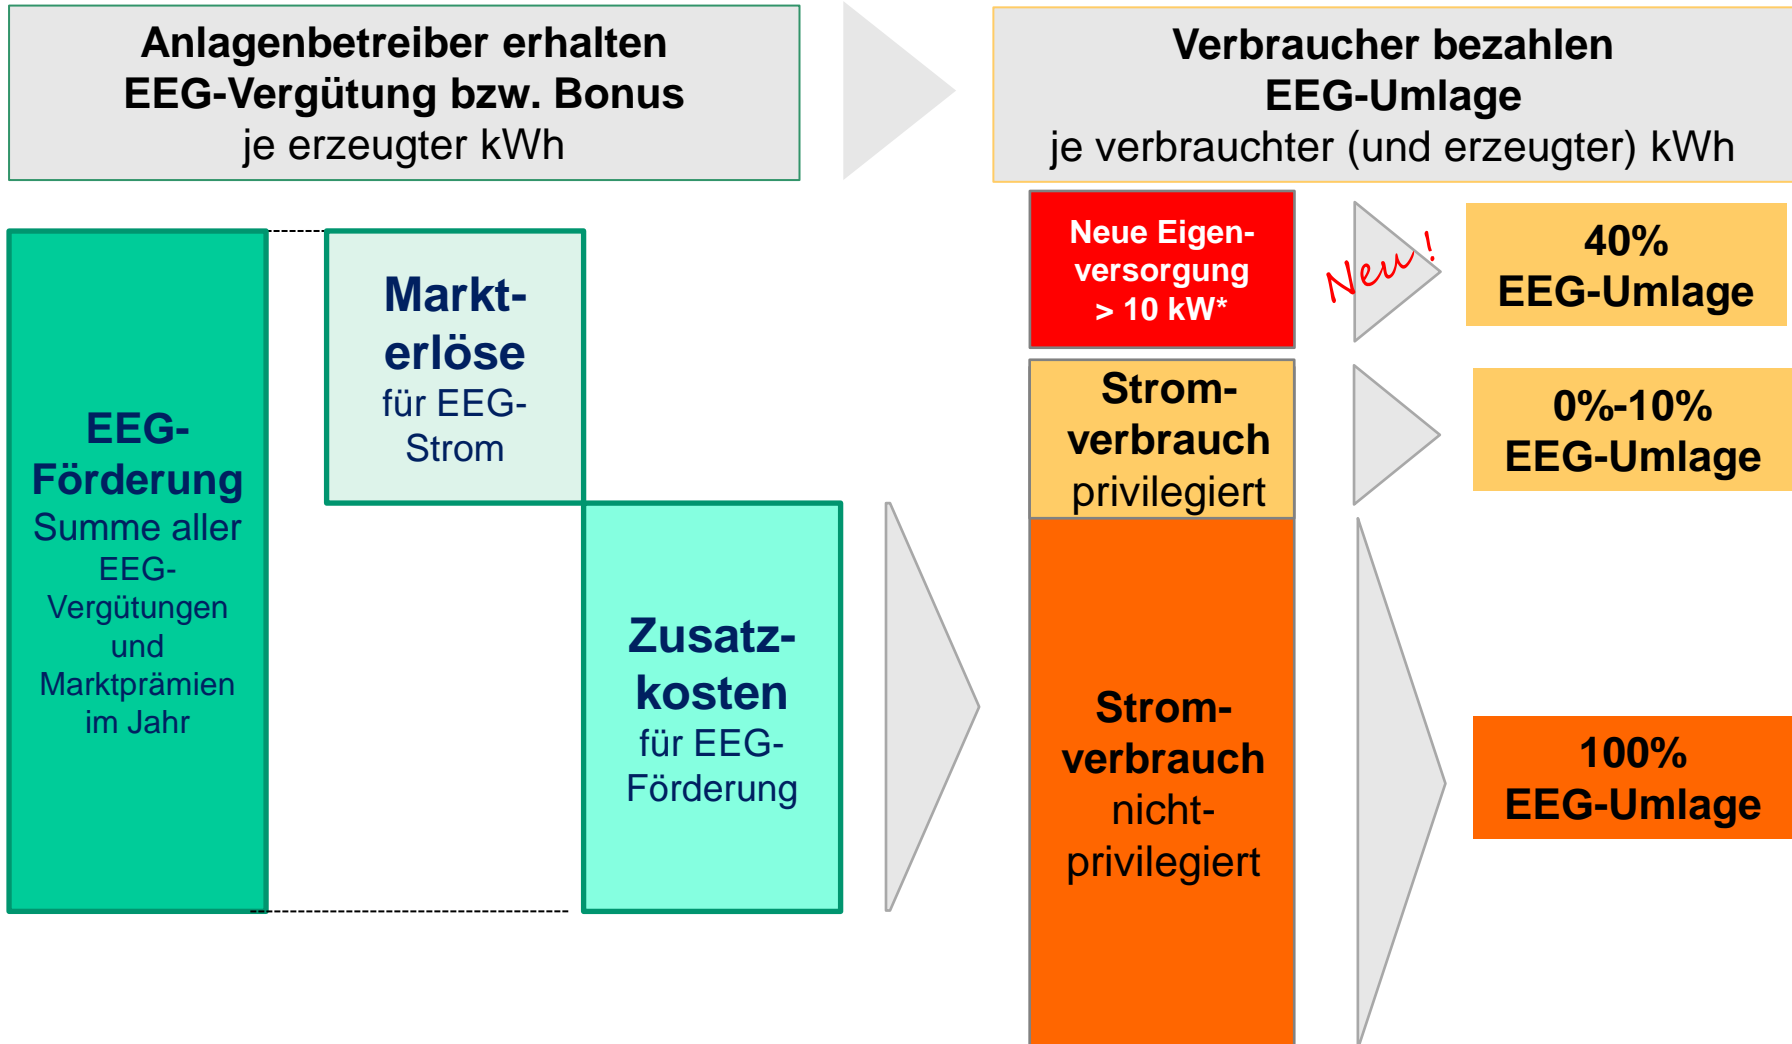 Anlagenbetreiber erhalten
EEG-Vergütung bzw. Bonus
je erzeugter kWh
Verbraucher bezahlen
EEG-Umlage
je verbrauchter (und erzeugter) kWh
EEG-
Förderung
Summe aller
EEG-
Vergütungen
und
Marktprämien
im Jahr
Markt-
erlöse
für EEG-
Strom
Zusatz-
kosten
für EEG-
Förderung
Neue Eigen-
versorgung
> 10 kW*
Neu !
40%
EEG-Umlage
Strom-
verbrauch
privilegiert
0%-10%
EEG-Umlage
Strom-
verbrauch
nicht-
privilegiert
100%
EEG-Umlage